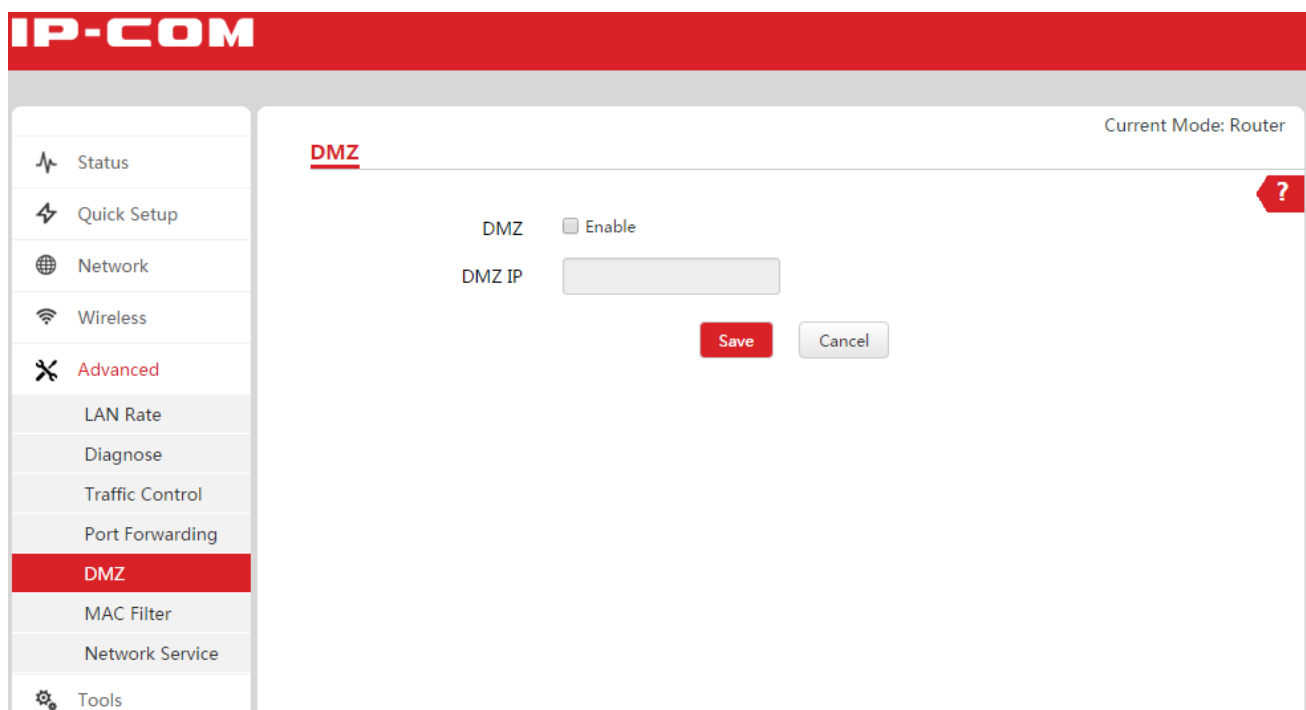 IP-COM
Current Mode: Router
DMZ
?
Status
Quick Setup
Network
Wireless
Advanced
LAN Rate
Diagnose
Traffic Control
Port Forwarding
DMZ
MAC Filter
Network Service
Tools
DMZ Enable
DMZ IP
Save Cancel